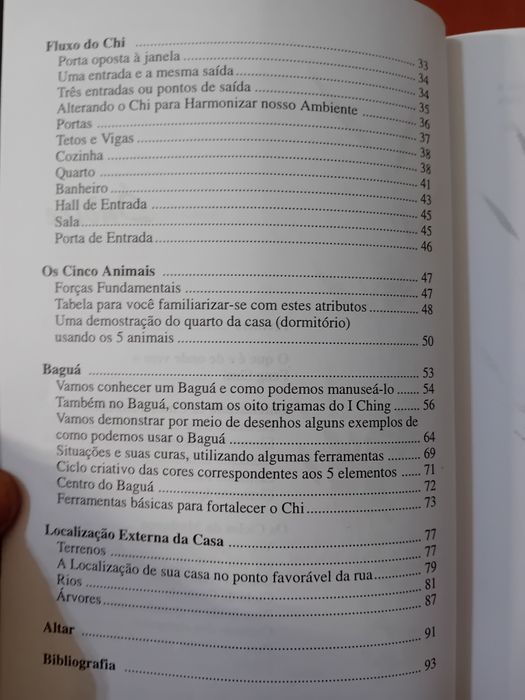 Fluxo do Chi ........ 33
Porta oposta à janela ........ 34
Uma entrada e a mesma saída ........ 34
Três entradas ou pontos de saída ........ 35
Alterando o Chi para Harmonizar nosso Ambiente ........ 36
Portas ........ 37
Tetos e Vigas ........ 38
Cozinha ........ 38
Quarto ........ 41
Banheiro ........ 43
Hall de Entrada ........ 45
Sala ........ 45
Porta de Entrada ........ 46
Os Cinco Animais ........ 47
Forças Fundamentais ........ 47
Tabela para você familiarizar-se com estes atributos ........ 48
Uma demostração do quarto da casa (dormitório)
usando os 5 animais ........ 50
Baguá ........ 53
Vamos conhecer um Baguá e como podemos manuseá-lo ........ 54
Também no Baguá, constam os oito trigamas do I Ching ........ 56
Vamos demonstrar por meio de desenhos alguns exemplos de
como podemos usar o Baguá ........ 64
Situações e suas curas, utilizando algumas ferramentas ........ 69
Ciclo criativo das cores correspondentes aos 5 elementos ........ 71
Centro do Baguá ........ 72
Ferramentas básicas para fortalecer o Chi ........ 73
Localização Externa da Casa ........ 77
Terrenos ........ 77
A Localização de sua casa no ponto favorável da rua ........ 79
Rios ........ 81
Árvores ........ 87
Altar ........ 91
Bibliografia ........ 93